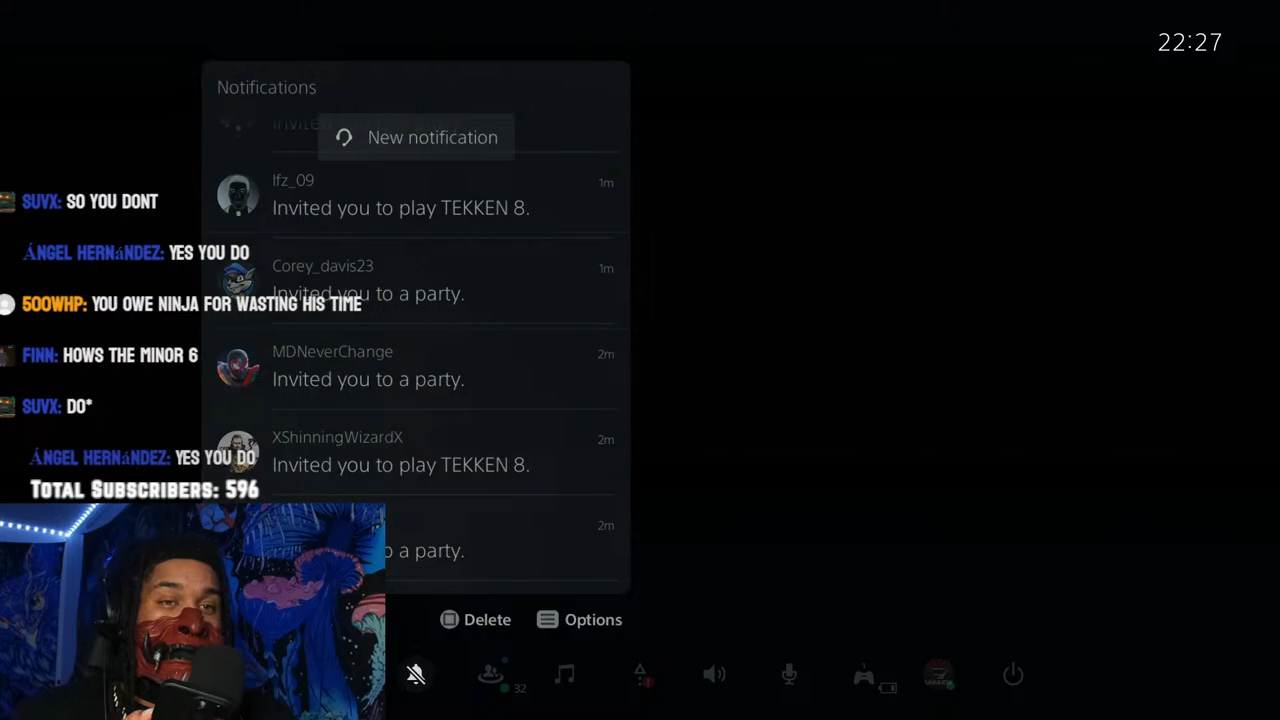 22:27
Notifications
New notification
lfz_09
1m
Invited you to play TEKKEN 8.
Corey_davis23
1m
Invited you to a party.
MDNeverChange
2m
Invited you to a party.
XShinningWizardX
2m
Invited you to play TEKKEN 8.
2m
o a party.
Delete
Options
32
1
SUVX: SO YOU DONT
ÁNGEL HERNáNDEZ: YES YOU DO
500WHP: YOU OWE NINJA FOR WASTING HIS TIME
FINN: HOWS THE MINOR 6
SUVX: DO*
ÁNGEL HERNáNDEZ: YES YOU DO
TOTAL SUBSCRIBERS: 596